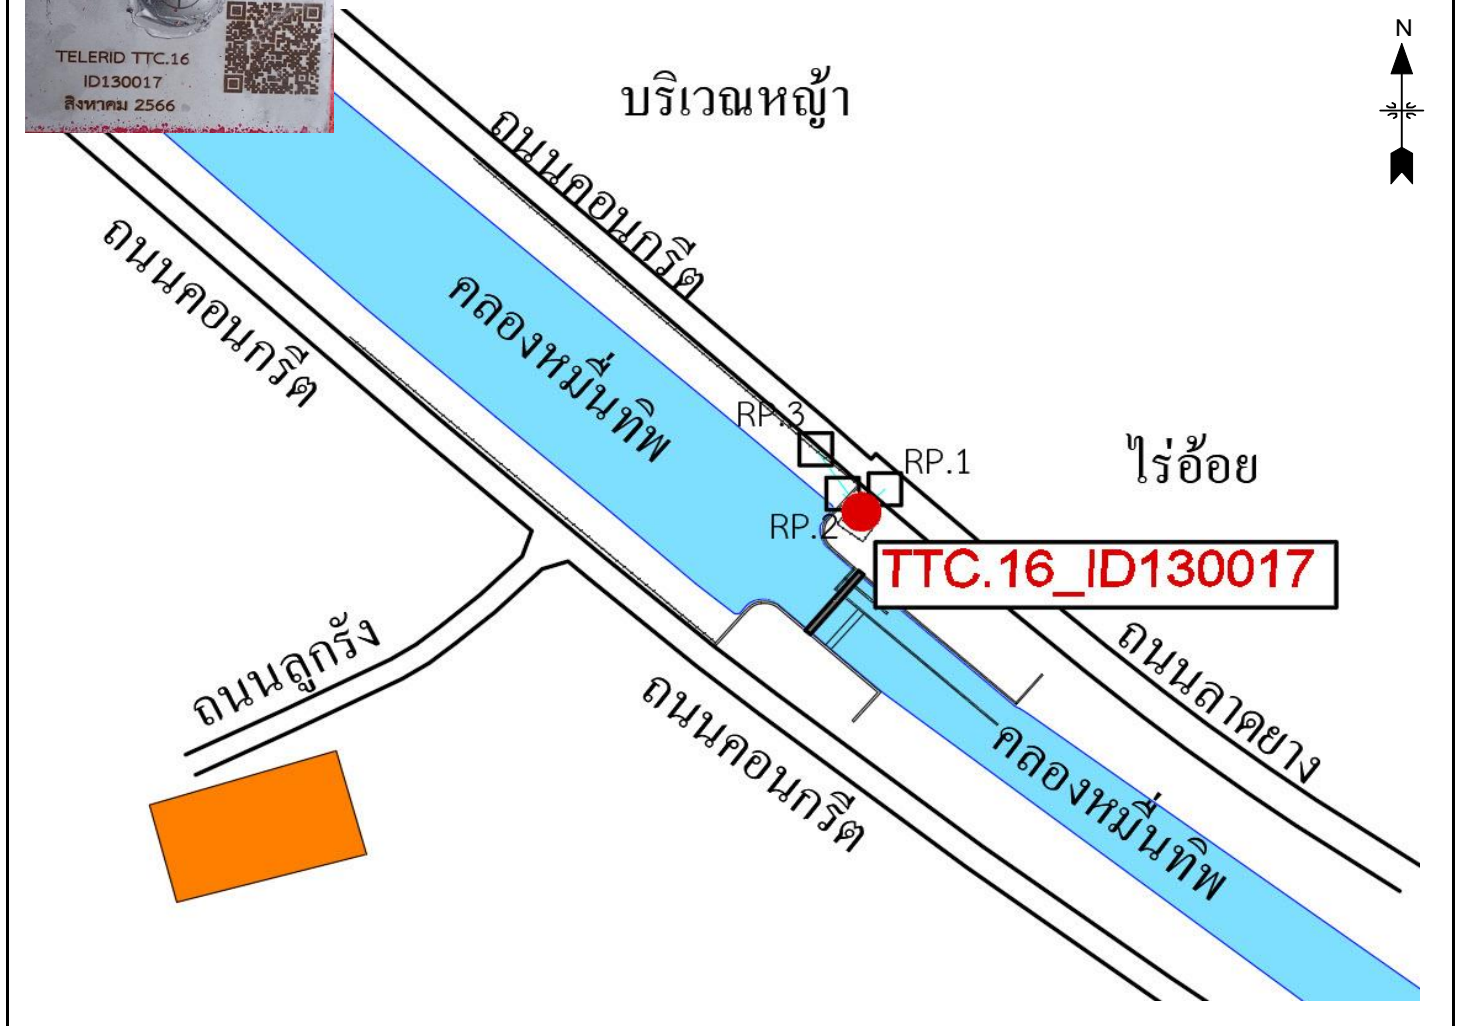 TELERID TTC.16
ID130017
สิงหาคม 2566
N
บริเวณหญ้า
ถนนคอนกรีต
ถนนคอนกรีต
คลองหมื่นทิพ
RP.3
RP.1
ไร่อ้อย
RP.2
TTC.16_ID130017
ถนนลูกรัง
ถนนลาดยาง
ถนนคอนกรีต
คลองหมื่นทิพ